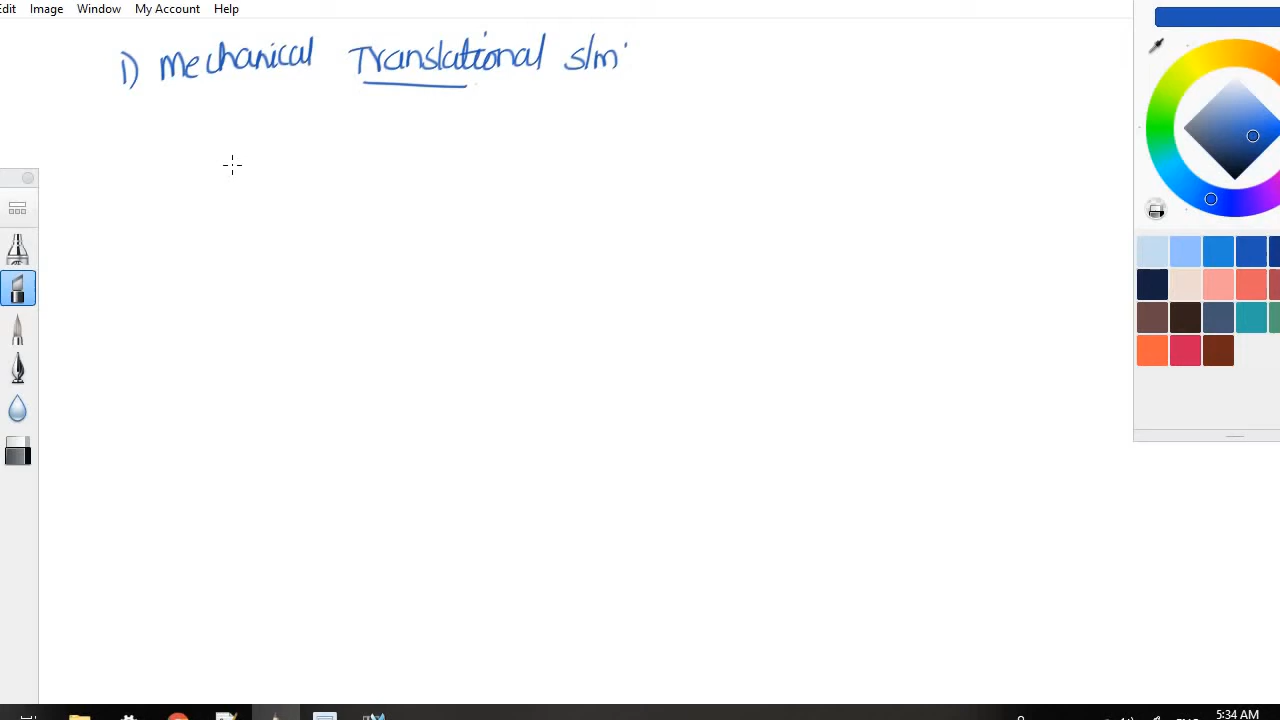 Edit Image Window My Account Help
1) Mechanical Translational s/m
5:34 AM